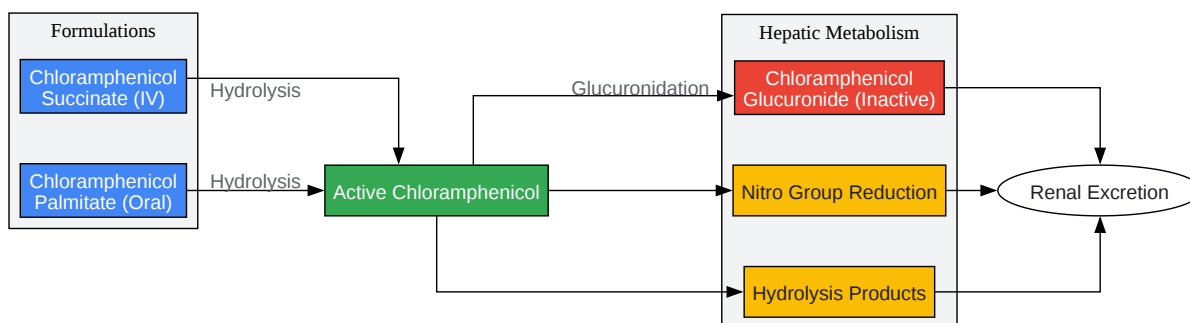 Formulations
Chloramphenicol
Succinate (IV)
Hydrolysis
Chloramphenicol
Palmitate (Oral)
Hydrolysis
Active Chloramphenicol
Glucuronidation
Hepatic Metabolism
Chloramphenicol
Glucuronide (Inactive)
Nitro Group Reduction
Hydrolysis Products
Renal Excretion